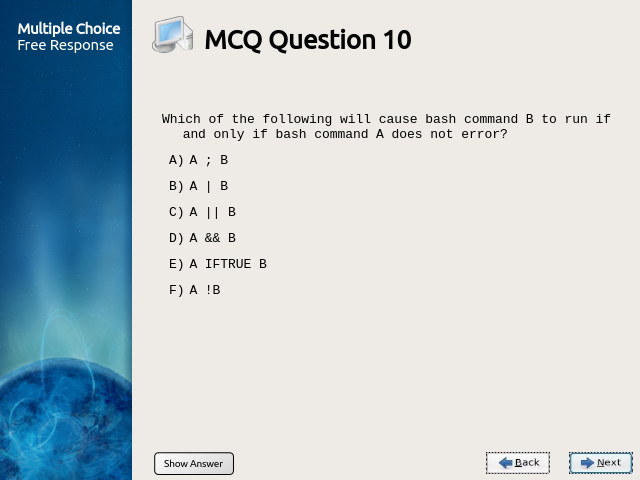 Multiple Choice
Free Response
MCQ Question 10
Which of the following will cause bash command B to run if
and only if bash command A does not error?
A) A ; B
B) A | B
C) A || B
D) A && B
E) A IFTRUE B
F) A !B
Show Answer
Back
Next